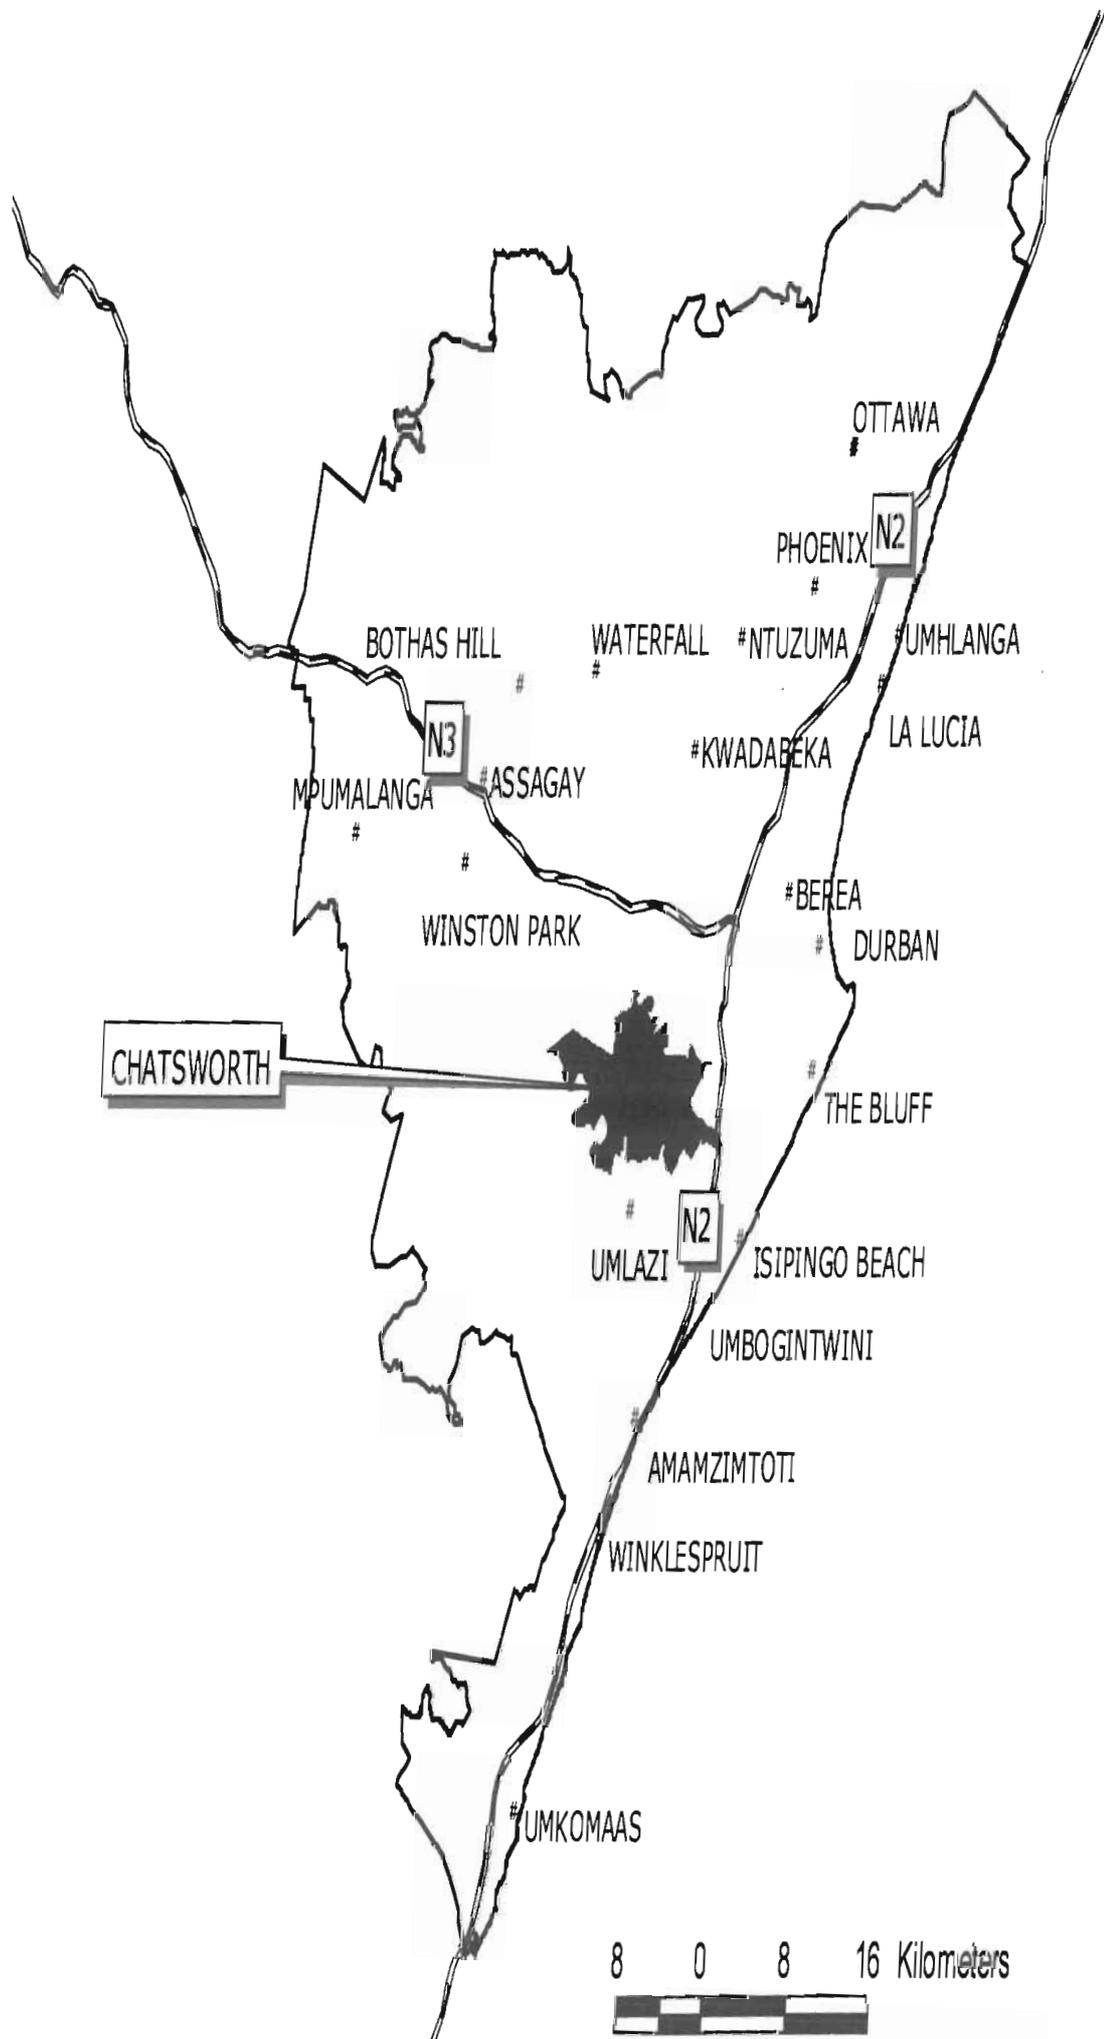 OTTAWA
N2
PHOENIX
BOTHAS HILL
WATERFALL
NTUZUMA
UMHLANGA
LA LUCIA
N3
KWADABEKA
ASSAGAY
MPUMALANGA
BEREA
WINSTON PARK
DURBAN
CHATSWORTH
THE BLUFF
N2
UMLAZI
ISIPINGO BEACH
UMBOGINTWINI
AMAMZIMTOTI
WINKLESPRUIT
UMKOMAAS
8 0 8 16 Kilometers